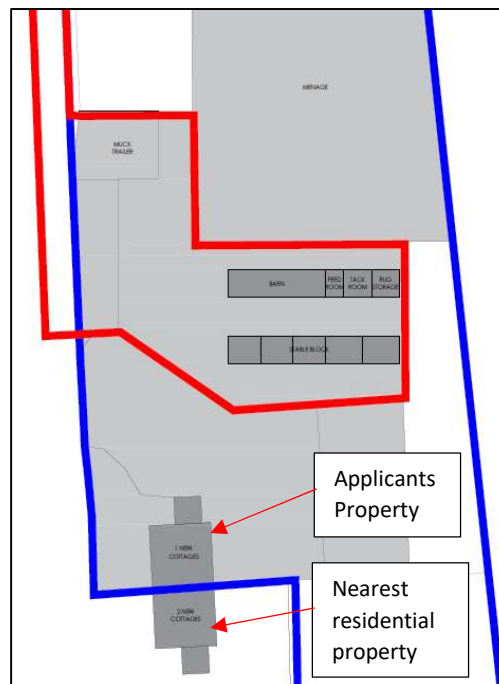 MENAGE
MUCK
TRAILER
BARN
FEED
ROOM
TACK
ROOM
RUG
STORAGE
STABLE BLOCK
Applicants
Property
1 NEW
COTTAGES
Nearest
residential
property
2 NEW
COTTAGES